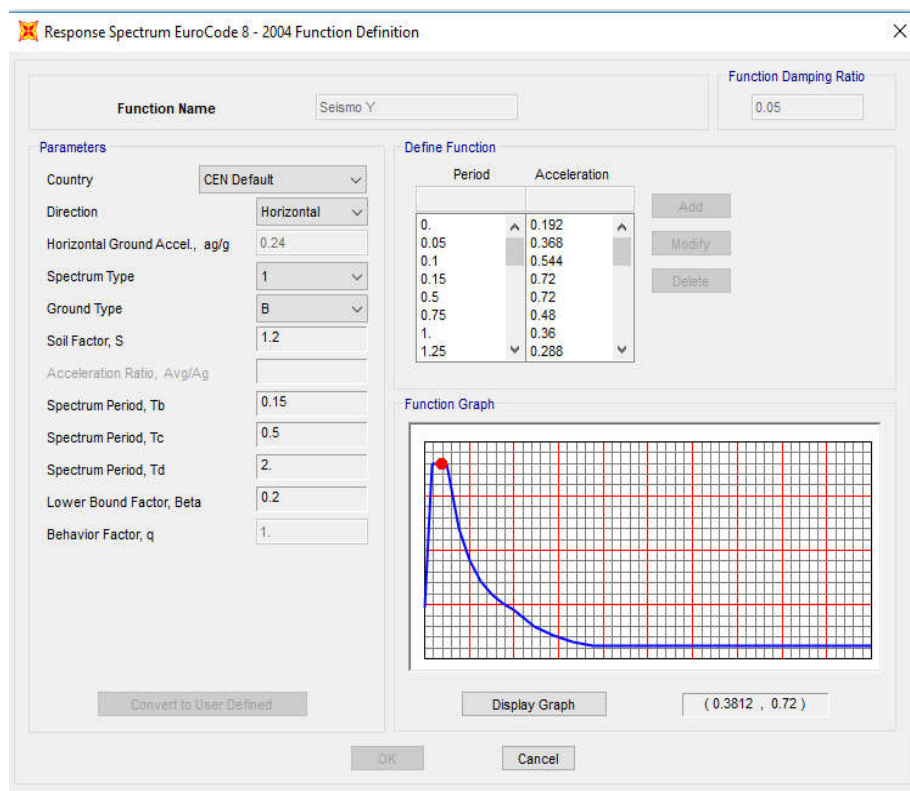 Response Spectrum EuroCode 8 - 2004 Function Definition
Function Damping Ratio
Function Name
Seismo Y
0.05
Parameters
Country
CEN Default
Direction
Horizontal
Horizontal Ground Accel., ag/g
0.24
Spectrum Type
1
Ground Type
B
Soil Factor, S
1.2
Acceleration Ratio, Avg/Ag
Spectrum Period, Tb
0.15
Spectrum Period, Tc
0.5
Spectrum Period, Td
2.
Lower Bound Factor, Beta
0.2
Behavior Factor, q
1.
Convert to User Defined
Define Function
Period Acceleration
0. 0.192
0.05 0.368
0.1 0.544
0.15 0.72
0.5 0.72
0.75 0.48
1. 0.36
1.25 0.288
Add
Modify
Delete
Function Graph
Display Graph
( 0.3812 , 0.72 )
OK
Cancel